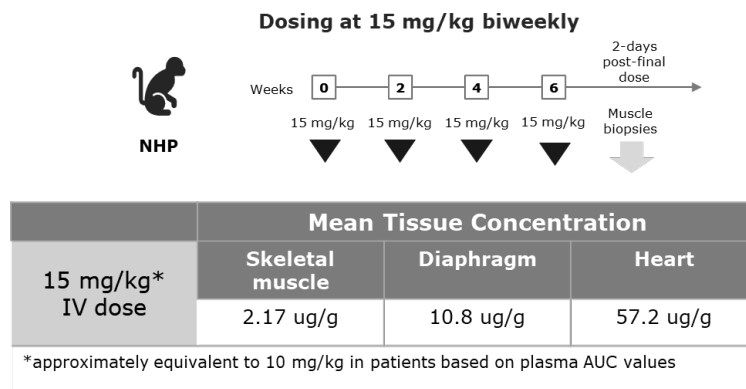 Dosing at 15 mg/kg biweekly
2-days
post-final
dose
Weeks
0
2
4
6
15 mg/kg
15 mg/kg
15 mg/kg
15 mg/kg
Muscle
biopsies
NHP
Mean Tissue Concentration
15 mg/kg*
IV dose
Skeletal
muscle
Diaphragm
Heart
2.17 ug/g
10.8 ug/g
57.2 ug/g
*approximately equivalent to 10 mg/kg in patients based on plasma AUC values